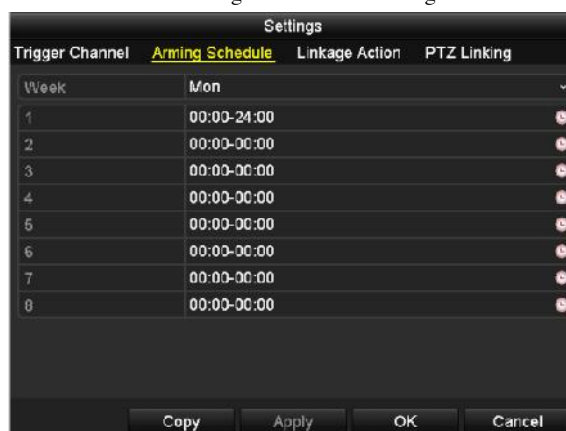 Settings
Trigger Channel Arming Schedule Linkage Action PTZ Linking
Week Mon
1 00:00-24:00
2 00:00-00:00
3 00:00-00:00
4 00:00-00:00
5 00:00-00:00
6 00:00-00:00
7 00:00-00:00
8 00:00-00:00
Copy Apply OK Cancel